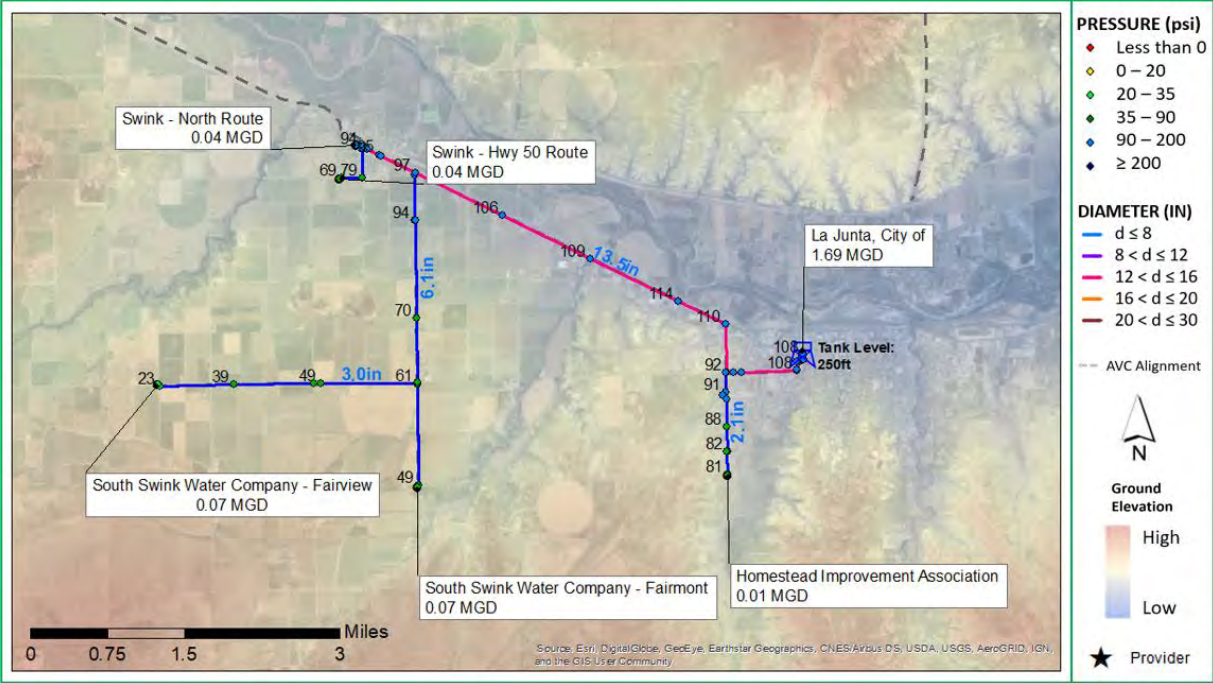 Swink - North Route
0.04 MGD
94
69
79
97
Swink - Hwy 50 Route
0.04 MGD
94
106
109
13.5in
114
110
6.1in
70
La Junta, City of
1.69 MGD
108
108
Tank Level:
250ft
92
91
88
82
81
2.1in
23
39
49
3.0in
61
49
South Swink Water Company - Fairview
0.07 MGD
South Swink Water Company - Fairmont
0.07 MGD
Homestead Improvement Association
0.01 MGD
Miles
0 0.75 1.5 3
Source: Esri, DigitalGlobe, GeoEye, Earthstar Geographics, CNES/Airbus DS, USDA, USGS, AeroGRID, IGN,
and the GIS User Community
PRESSURE (psi)
Less than 0
0 – 20
20 – 35
35 – 90
90 – 200
≥ 200
DIAMETER (IN)
d ≤ 8
8 < d ≤ 12
12 < d ≤ 16
16 < d ≤ 20
20 < d ≤ 30
AVC Alignment
N
Ground
Elevation
High
Low
Provider